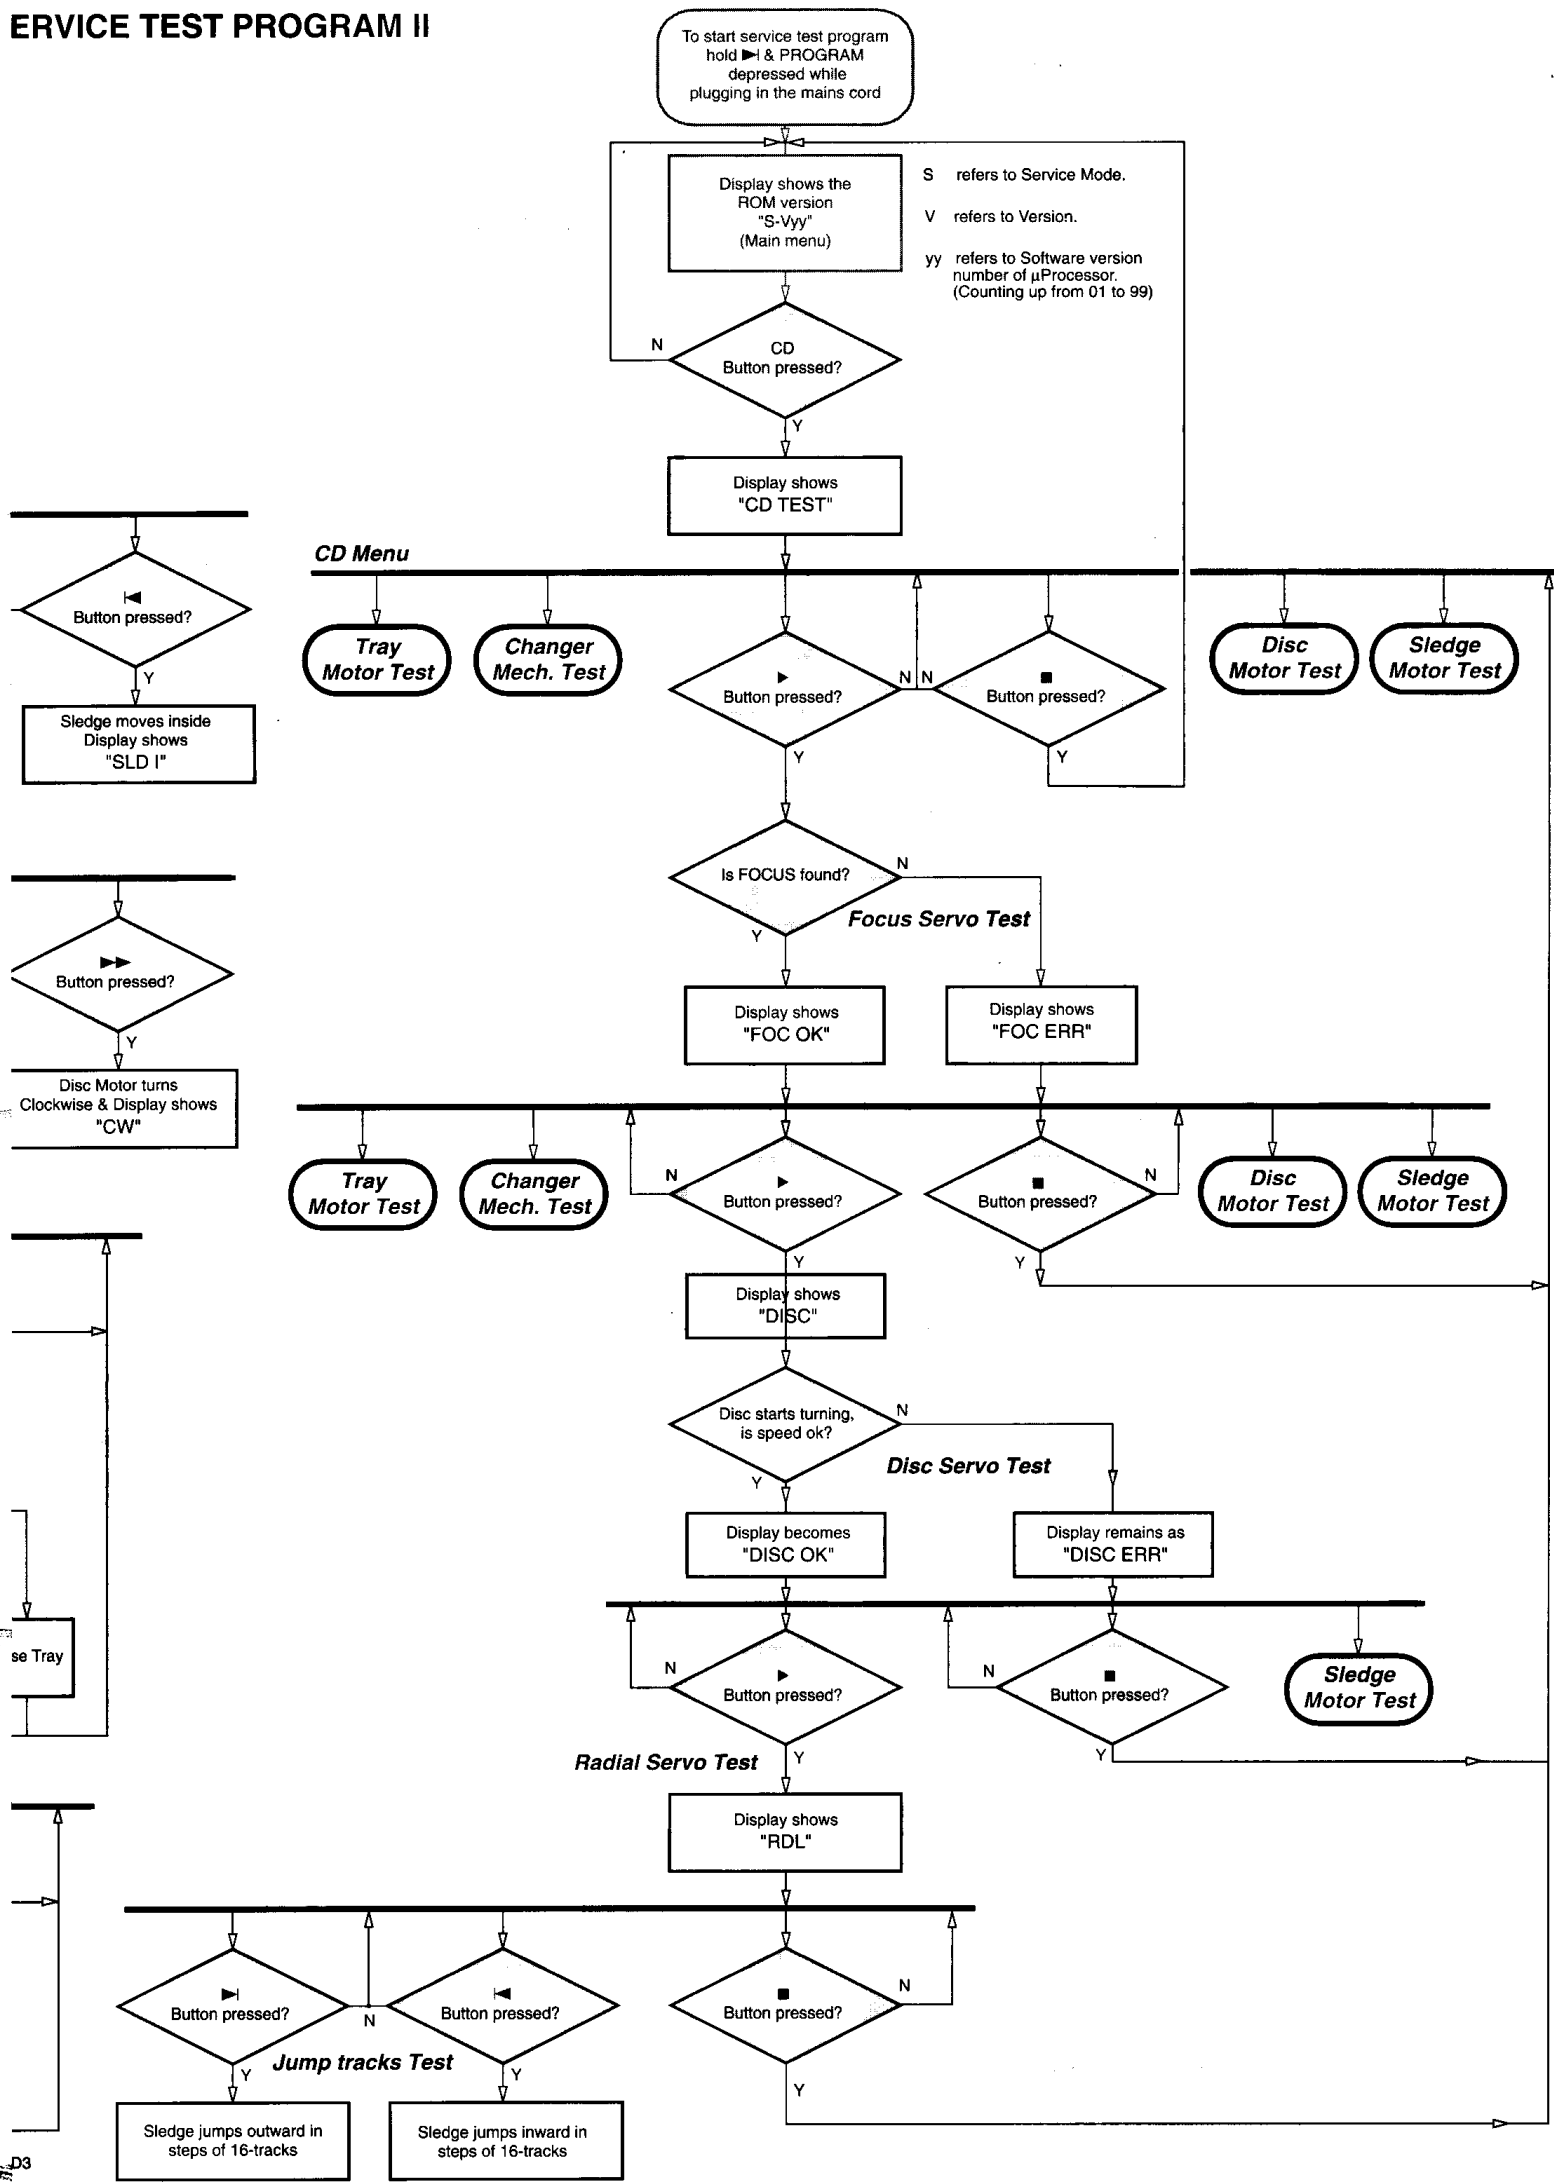 ERVICE TEST PROGRAM II
To start service test program
hold ▶| & PROGRAM
depressed while
plugging in the mains cord
Display shows the
ROM version
"S-Vyy"
(Main menu)
S refers to Service Mode.
V refers to Version.
yy refers to Software version
number of µProcessor.
(Counting up from 01 to 99)
N
CD
Button pressed?
Y
Display shows
"CD TEST"
|◀
Button pressed?
Y
Sledge moves inside
Display shows
"SLD I"
CD Menu
Tray
Motor Test
Changer
Mech. Test
▶
Button pressed?
N
N
■
Button pressed?
Disc
Motor Test
Sledge
Motor Test
Y
Y
Is FOCUS found?
N
Focus Servo Test
Y
▶▶
Button pressed?
Y
Disc Motor turns
Clockwise & Display shows
"CW"
Display shows
"FOC OK"
Display shows
"FOC ERR"
Tray
Motor Test
Changer
Mech. Test
N
▶
Button pressed?
■
Button pressed?
N
Disc
Motor Test
Sledge
Motor Test
Y
Y
Display shows
"DISC"
Disc starts turning,
is speed ok?
N
Disc Servo Test
Y
Display becomes
"DISC OK"
Display remains as
"DISC ERR"
se Tray
N
▶
Button pressed?
N
■
Button pressed?
Sledge
Motor Test
Y
Y
Radial Servo Test
Display shows
"RDL"
▶|
Button pressed?
N
|◀
Button pressed?
■
Button pressed?
N
Y
Jump tracks Test
Y
Y
Sledge jumps outward in
steps of 16-tracks
Sledge jumps inward in
steps of 16-tracks
D3